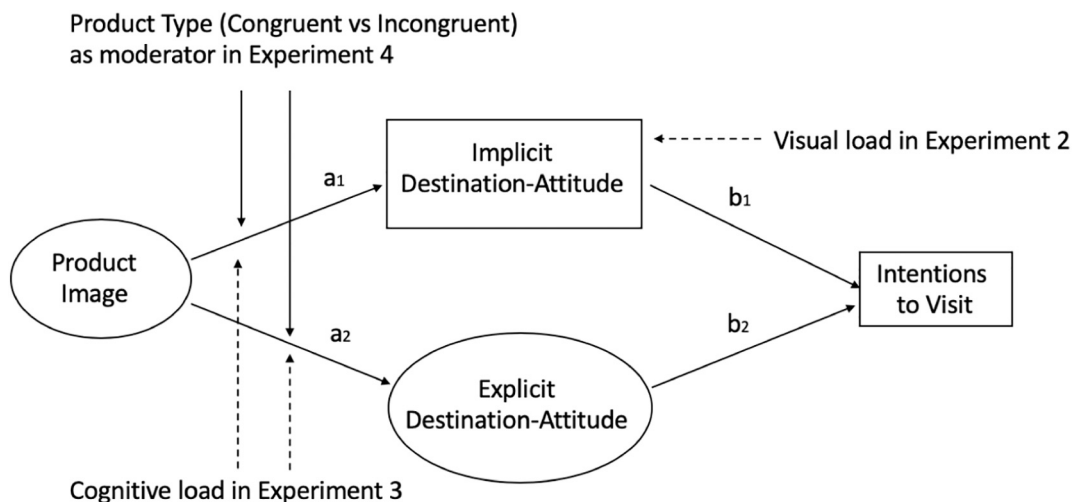 Product Type (Congruent vs Incongruent)
as moderator in Experiment 4
Implicit
Destination-Attitude
Visual load in Experiment 2
a1
b1
Product
Image
Intentions
to Visit
a2
b2
Explicit
Destination-Attitude
Cognitive load in Experiment 3